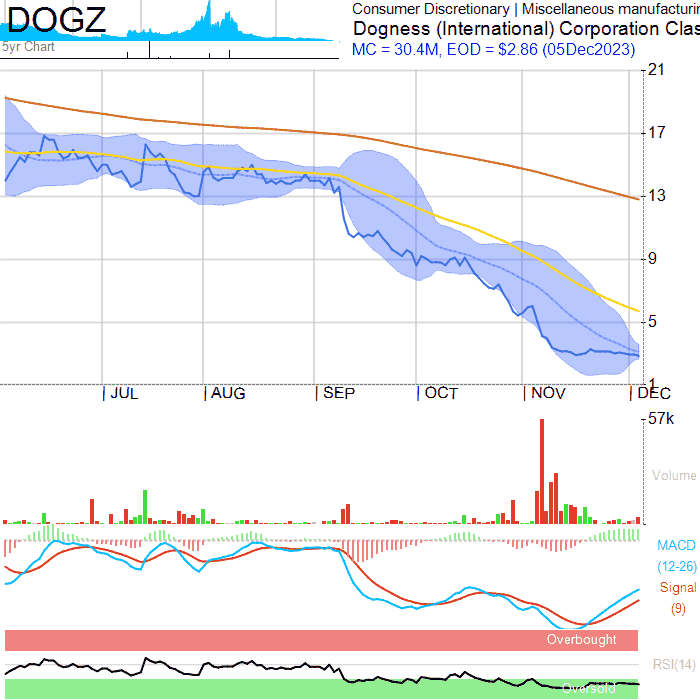 DOGZ
5yr Chart
Consumer Discretionary | Miscellaneous manufacturin
Dogness (International) Corporation Clas
MC = 30.4M, EOD = $2.86 (05Dec2023)
21
17
13
9
5
1
JUL AUG SEP OCT NOV DEC
57k
Volume
MACD
(12-26)
Signal
(9)
Overbought
RSI(14)
Oversold